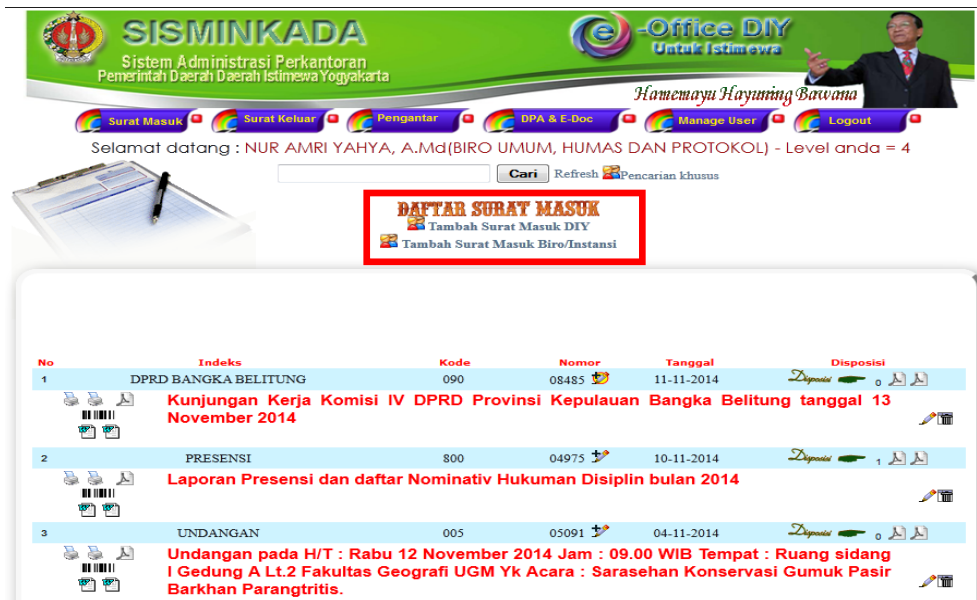 SISMINKADA
Sistem Administrasi Perkantoran
Pemerintah Daerah Daerah Istimewa Yogyakarta
e -Office DIY
Untuk Istimewa
Hamemayu Hayuning Bawana
Surat Masuk Surat Keluar Pengantar DPA & E-Doc Manage User Logout
Selamat datang : NUR AMRI YAHYA, A.Md(BIRO UMUM, HUMAS DAN PROTOKOL) - Level anda = 4
Cari Refresh Pencarian khusus
DAFTAR SURAT MASUK
Tambah Surat Masuk DIY
Tambah Surat Masuk Biro/Instansi
No Indeks Kode Nomor Tanggal Disposisi
1 DPRD BANGKA BELITUNG 090 08485 11-11-2014 Disposisi 0
Kunjungan Kerja Komisi IV DPRD Provinsi Kepulauan Bangka Belitung tanggal 13
November 2014
2 PRESENSI 800 04975 10-11-2014 Disposisi 1
Laporan Presensi dan daftar Nominativ Hukuman Disiplin bulan 2014
3 UNDANGAN 005 05091 04-11-2014 Disposisi 0
Undangan pada H/T : Rabu 12 November 2014 Jam : 09.00 WIB Tempat : Ruang sidang
I Gedung A Lt.2 Fakultas Geografi UGM Yk Acara : Sarasehan Konservasi Gumuk Pasir
Barkhan Parangtritis.